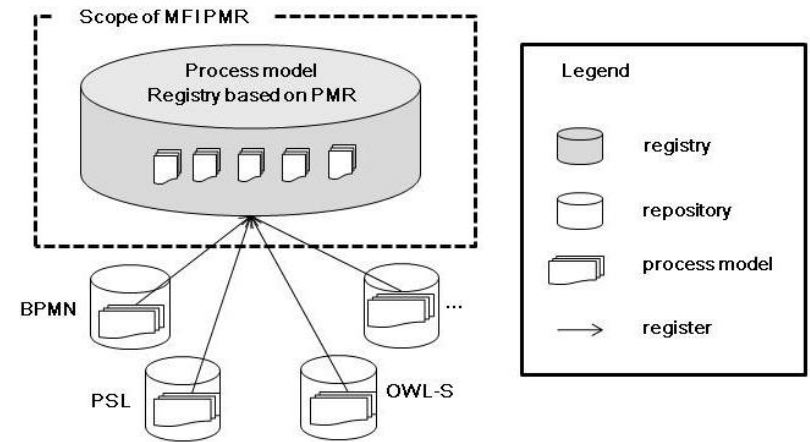 Scope of MFI PMR
Process model
Registry based on PMR
BPMN
...
PSL
OWL-S
Legend
registry
repository
process model
register